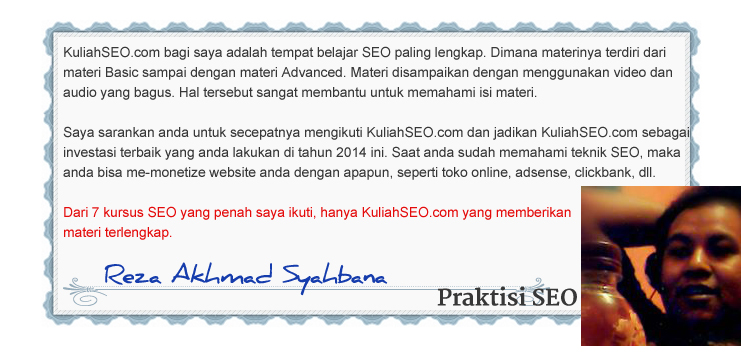 KuliahSEO.com bagi saya adalah tempat belajar SEO paling lengkap. Dimana materinya terdiri dari
materi Basic sampai dengan materi Advanced. Materi disampaikan dengan menggunakan video dan
audio yang bagus. Hal tersebut sangat membantu untuk memahami isi materi.
Saya sarankan anda untuk secepatnya mengikuti KuliahSEO.com dan jadikan KuliahSEO.com sebagai
investasi terbaik yang anda lakukan di tahun 2014 ini. Saat anda sudah memahami teknik SEO, maka
anda bisa me-monetize website anda dengan apapun, seperti toko online, adsense, clickbank, dll.
Dari 7 kursus SEO yang penah saya ikuti, hanya KuliahSEO.com yang memberikan
materi terlengkap.
Reza Akhmad Syahbana
Praktisi SEO